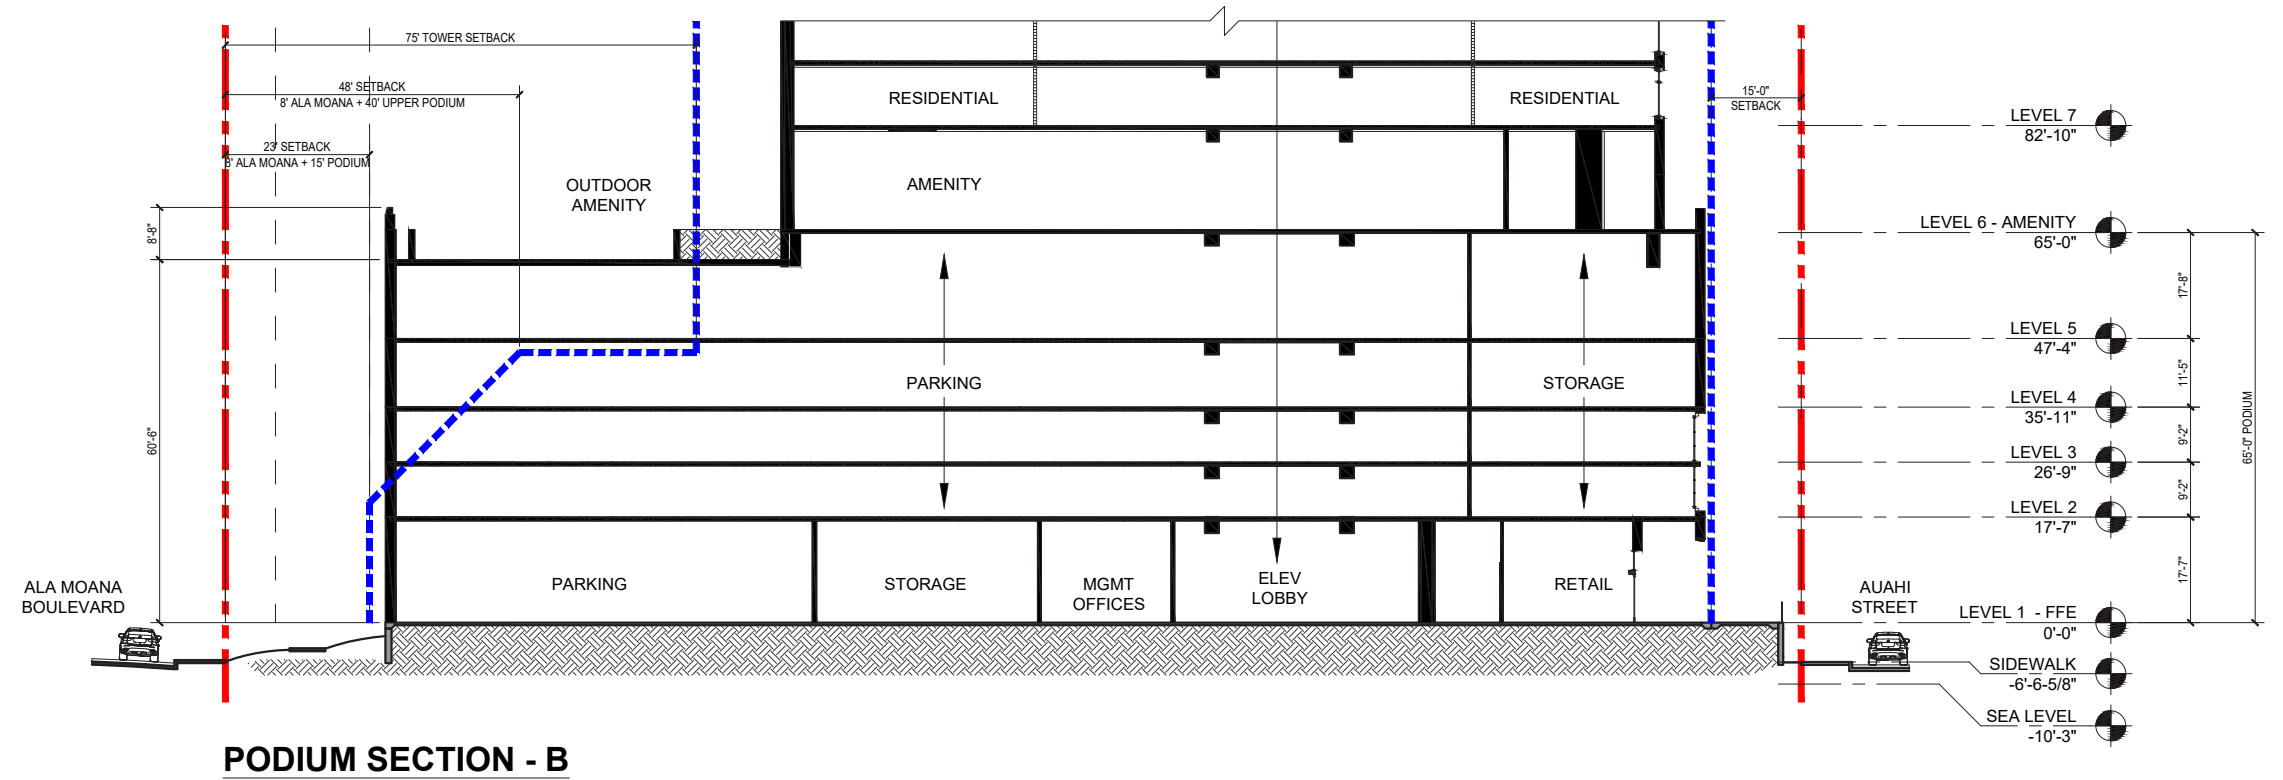 75' TOWER SETBACK
48' SETBACK
8' ALA MOANA + 40' UPPER PODIUM
23' SETBACK
8' ALA MOANA + 15' PODIUM
OUTDOOR
AMENITY
8'-8"
60'-6"
RESIDENTIAL
RESIDENTIAL
AMENITY
PARKING
STORAGE
PARKING
STORAGE
MGMT
OFFICES
ELEV
LOBBY
RETAIL
ALA MOANA
BOULEVARD
AUAHI
STREET
15'-0"
SETBACK
LEVEL 7
82'-10"
LEVEL 6 - AMENITY
65'-0"
LEVEL 5
47'-4"
LEVEL 4
35'-11"
LEVEL 3
26'-9"
LEVEL 2
17'-7"
LEVEL 1 - FFE
0'-0"
SIDEWALK
-6'-6-5/8"
SEA LEVEL
-10'-3"
17'-8"
11'-5"
9'-2"
9'-2"
17'-7"
65'-0" PODIUM
PODIUM SECTION - B